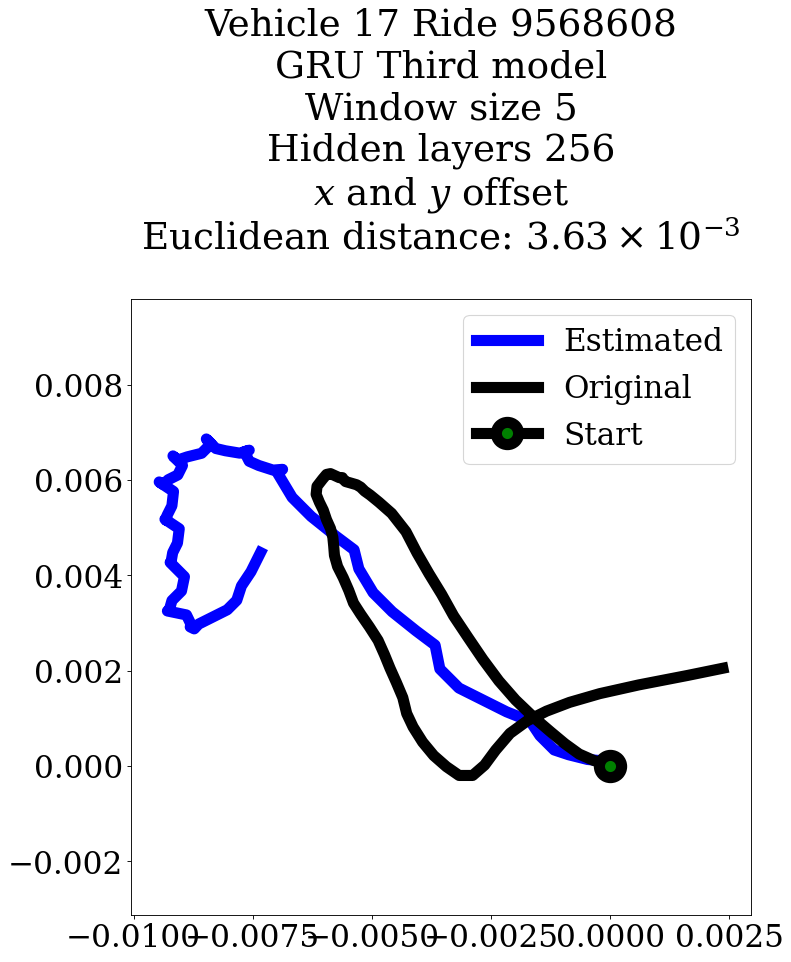 Vehicle 17 Ride 9568608
GRU Third model
Window size 5
Hidden layers 256
x and y offset
Euclidean distance: 3.63 × 10⁻³
Estimated
Original
Start
0.008
0.006
0.004
0.002
0.000
−0.002
−0.0100 −0.0075 −0.0050 −0.0025 0.0000 0.0025